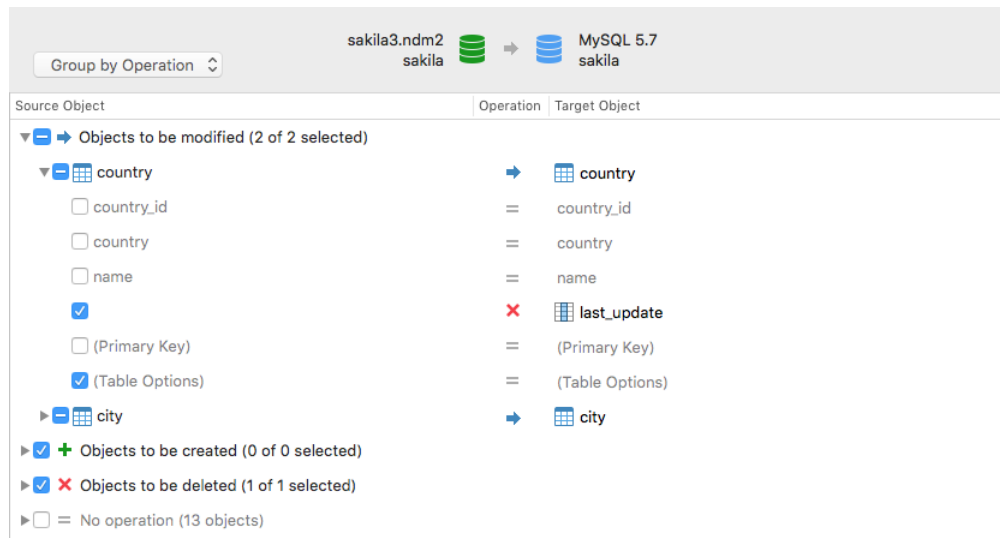 sakila3.ndm2 MySQL 5.7
Group by Operation sakila sakila
Source Object Operation Target Object
Objects to be modified (2 of 2 selected)
country country
country_id = country_id
country = country
name = name
last_update
(Primary Key) = (Primary Key)
(Table Options) = (Table Options)
city city
Objects to be created (0 of 0 selected)
Objects to be deleted (1 of 1 selected)
= No operation (13 objects)